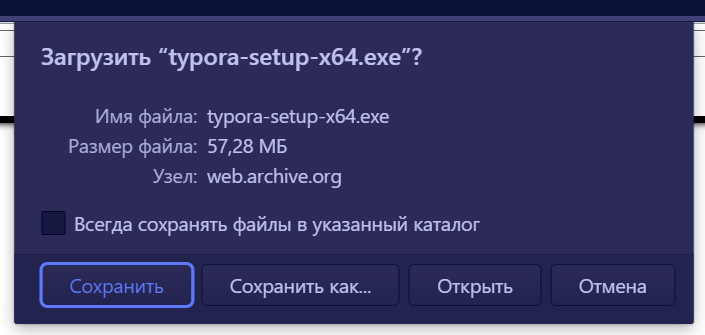 Загрузить “typora-setup-x64.exe”?
Имя файла: typora-setup-x64.exe
Размер файла: 57,28 МБ
Узел: web.archive.org
Всегда сохранять файлы в указанный каталог
Сохранить Сохранить как... Открыть Отмена